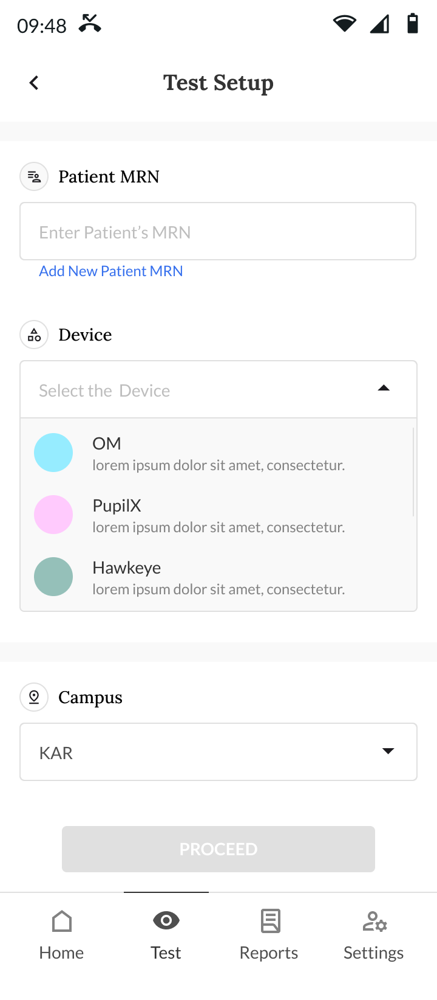 09:48
Test Setup
Patient MRN
Enter Patient’s MRN
Add New Patient MRN
Device
Select the  Device
OM
lorem ipsum dolor sit amet, consectetur.
PupilX
lorem ipsum dolor sit amet, consectetur.
Hawkeye
lorem ipsum dolor sit amet, consectetur.
Campus
KAR
PROCEED
Home
Test
Reports
Settings